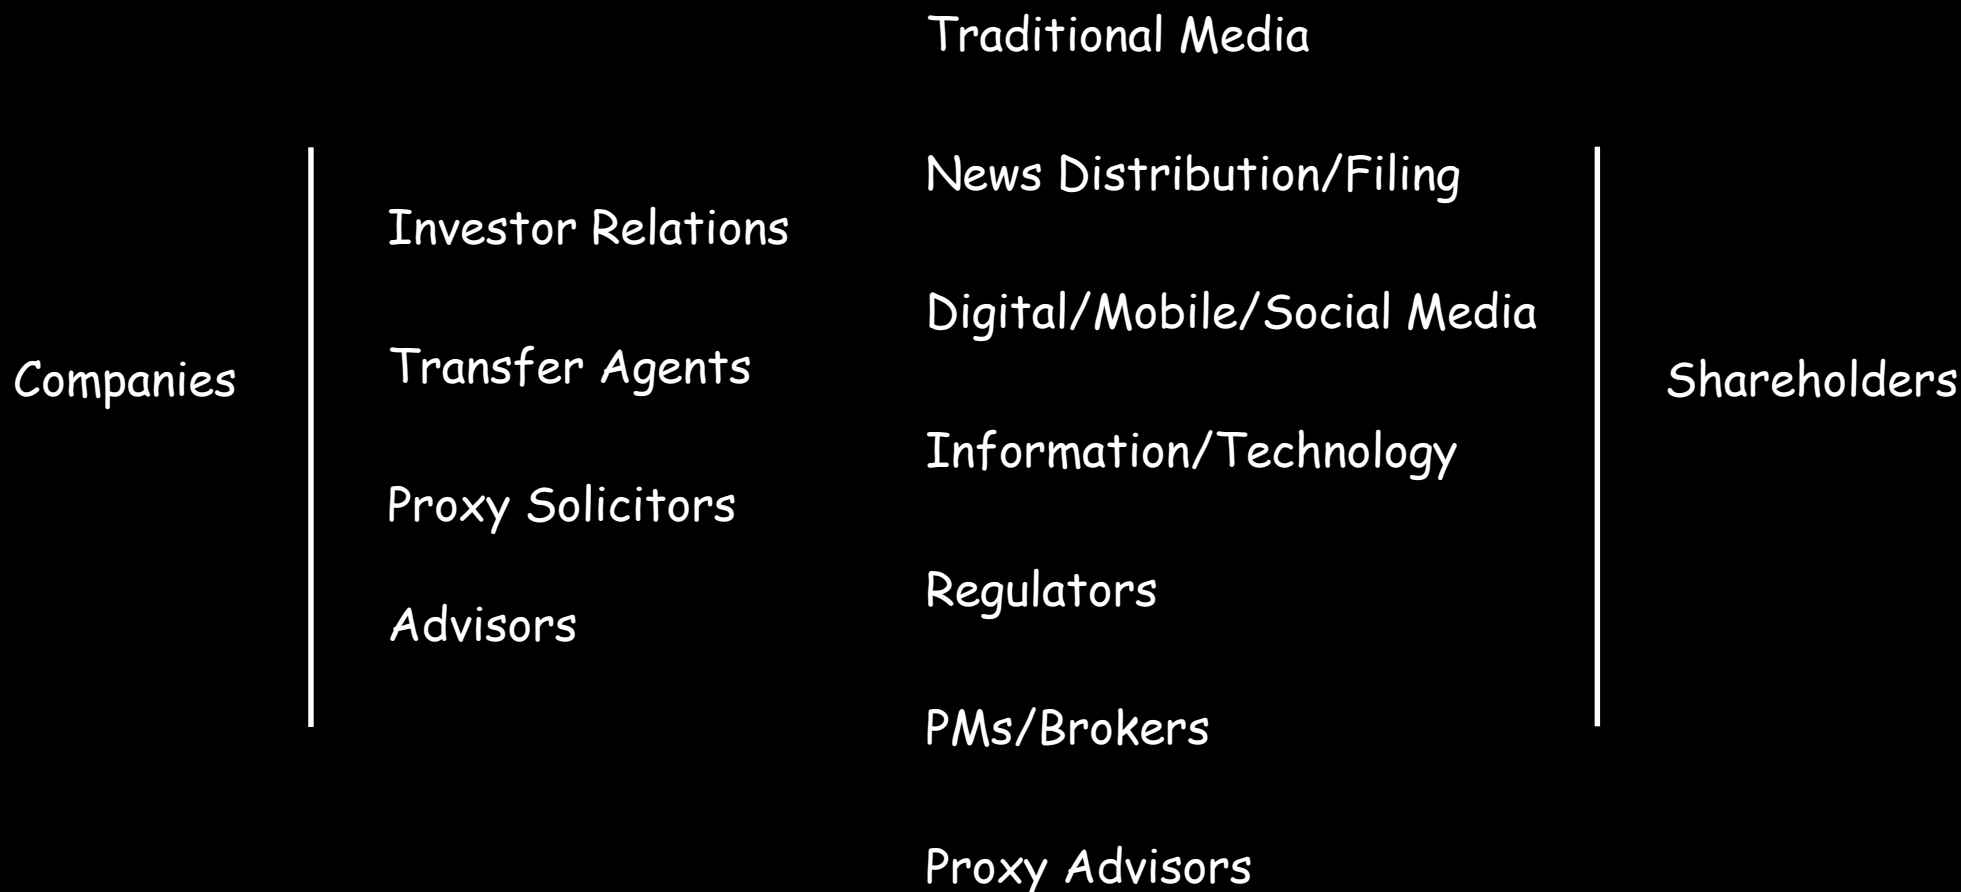 Companies
Investor Relations
Transfer Agents
Proxy Solicitors
Advisors
Traditional Media
News Distribution/Filing
Digital/Mobile/Social Media
Information/Technology
Regulators
PMs/Brokers
Proxy Advisors
Shareholders